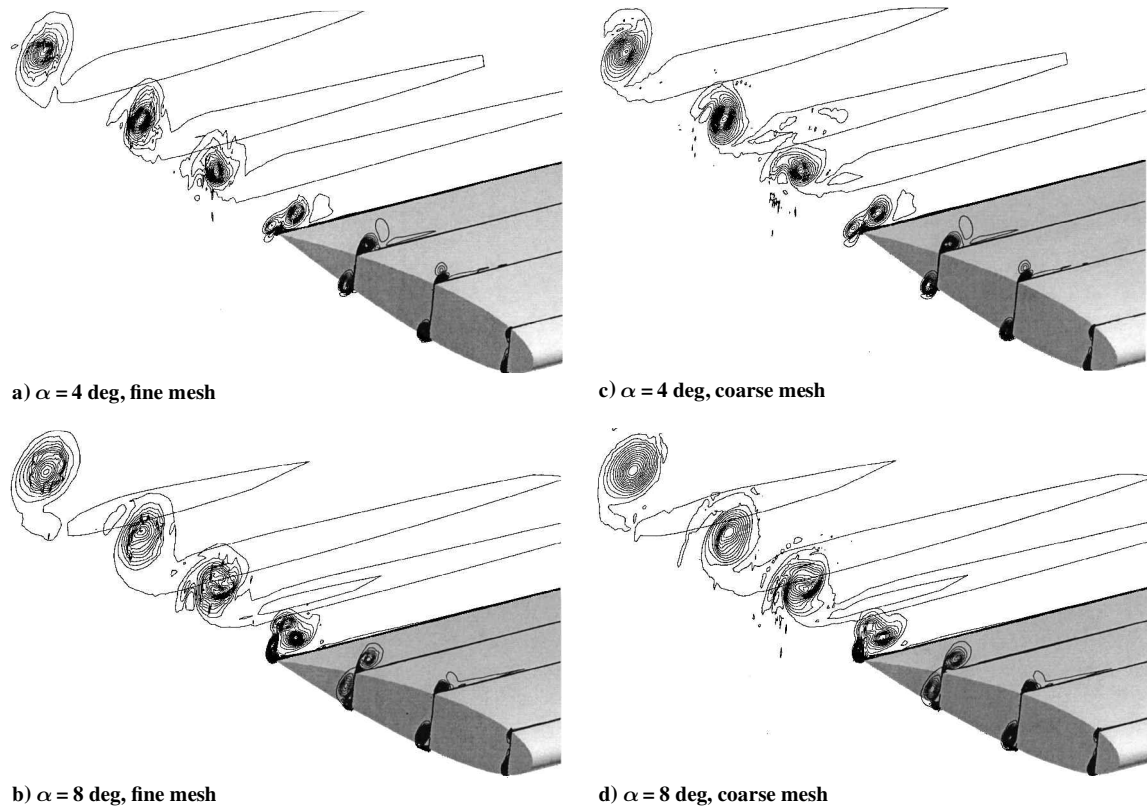 a) α = 4 deg, fine mesh
c) α = 4 deg, coarse mesh
b) α = 8 deg, fine mesh
d) α = 8 deg, coarse mesh